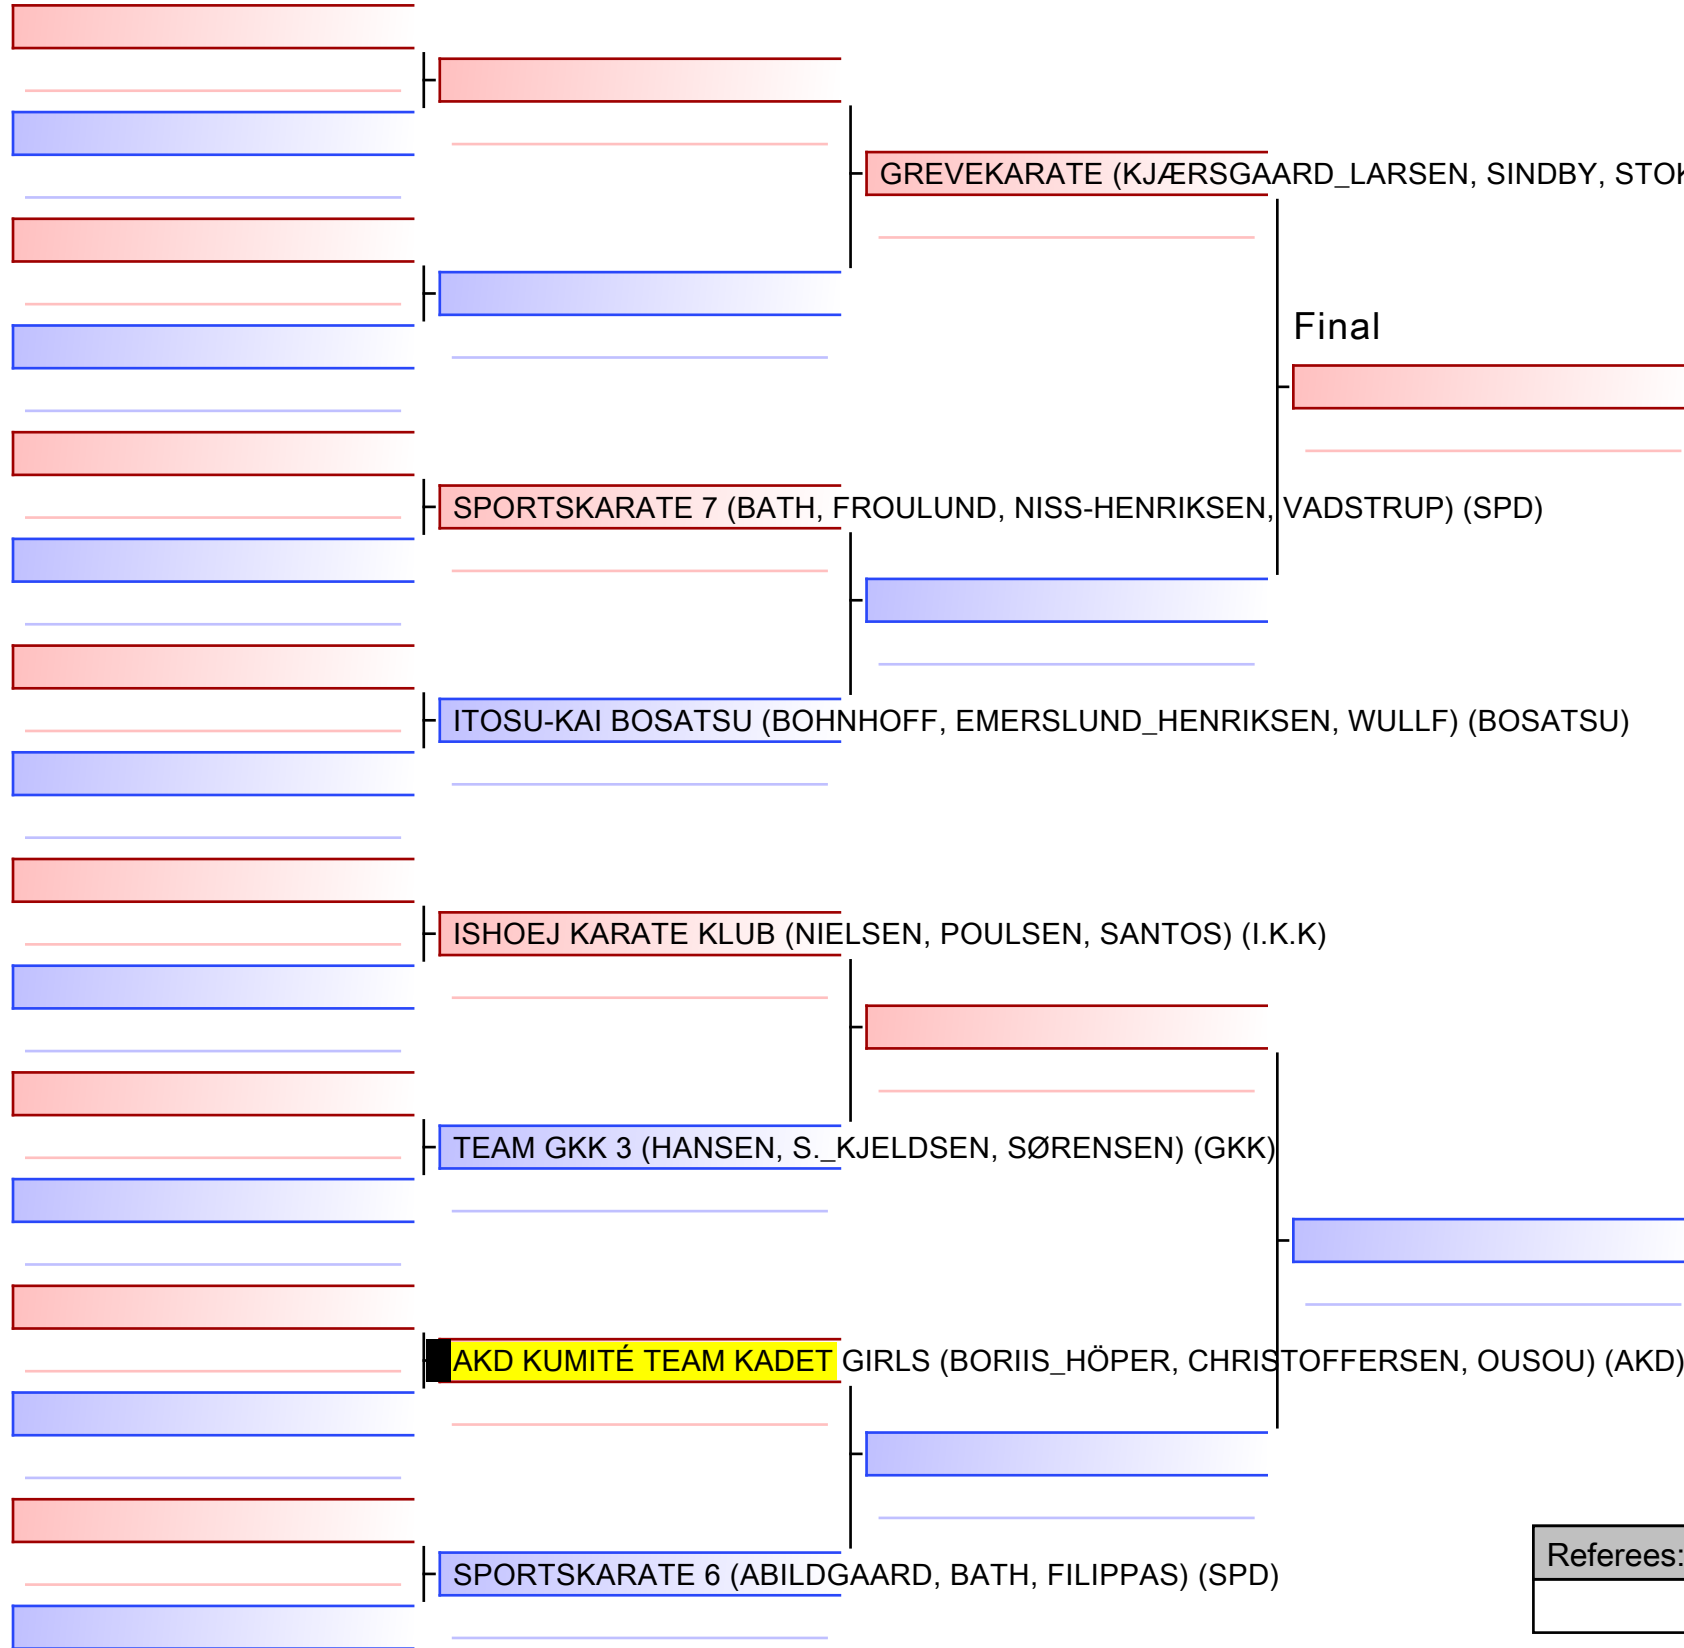 GREVEKARATE (KJÆRSGAARD_LARSEN, SINDBY,
Final
SPORTSKARATE 7 (BATH, FROULUND, NISS-HENRIKSEN, VADSTRUP) (SPD)
ITOSU-KAI BOSATSU (BOHNHOFF, EMERSLUND_HENRIKSEN, WULLF) (BOSATSU)
ISHOEJ KARATE KLUB (NIELSEN, POULSEN, SANTOS) (I.K.K)
TEAM GKK 3 (HANSEN, S._KJELDSEN, SØRENSEN) (GKK)
AKD KUMITÉ TEAM KADET GIRLS (BORIIS_HÖPER, CHRISTOFFERSEN, OUSOU) (AKD)
Referees:
SPORTSKARATE 6 (ABILDGAARD, BATH, FILIPPAS) (SPD)